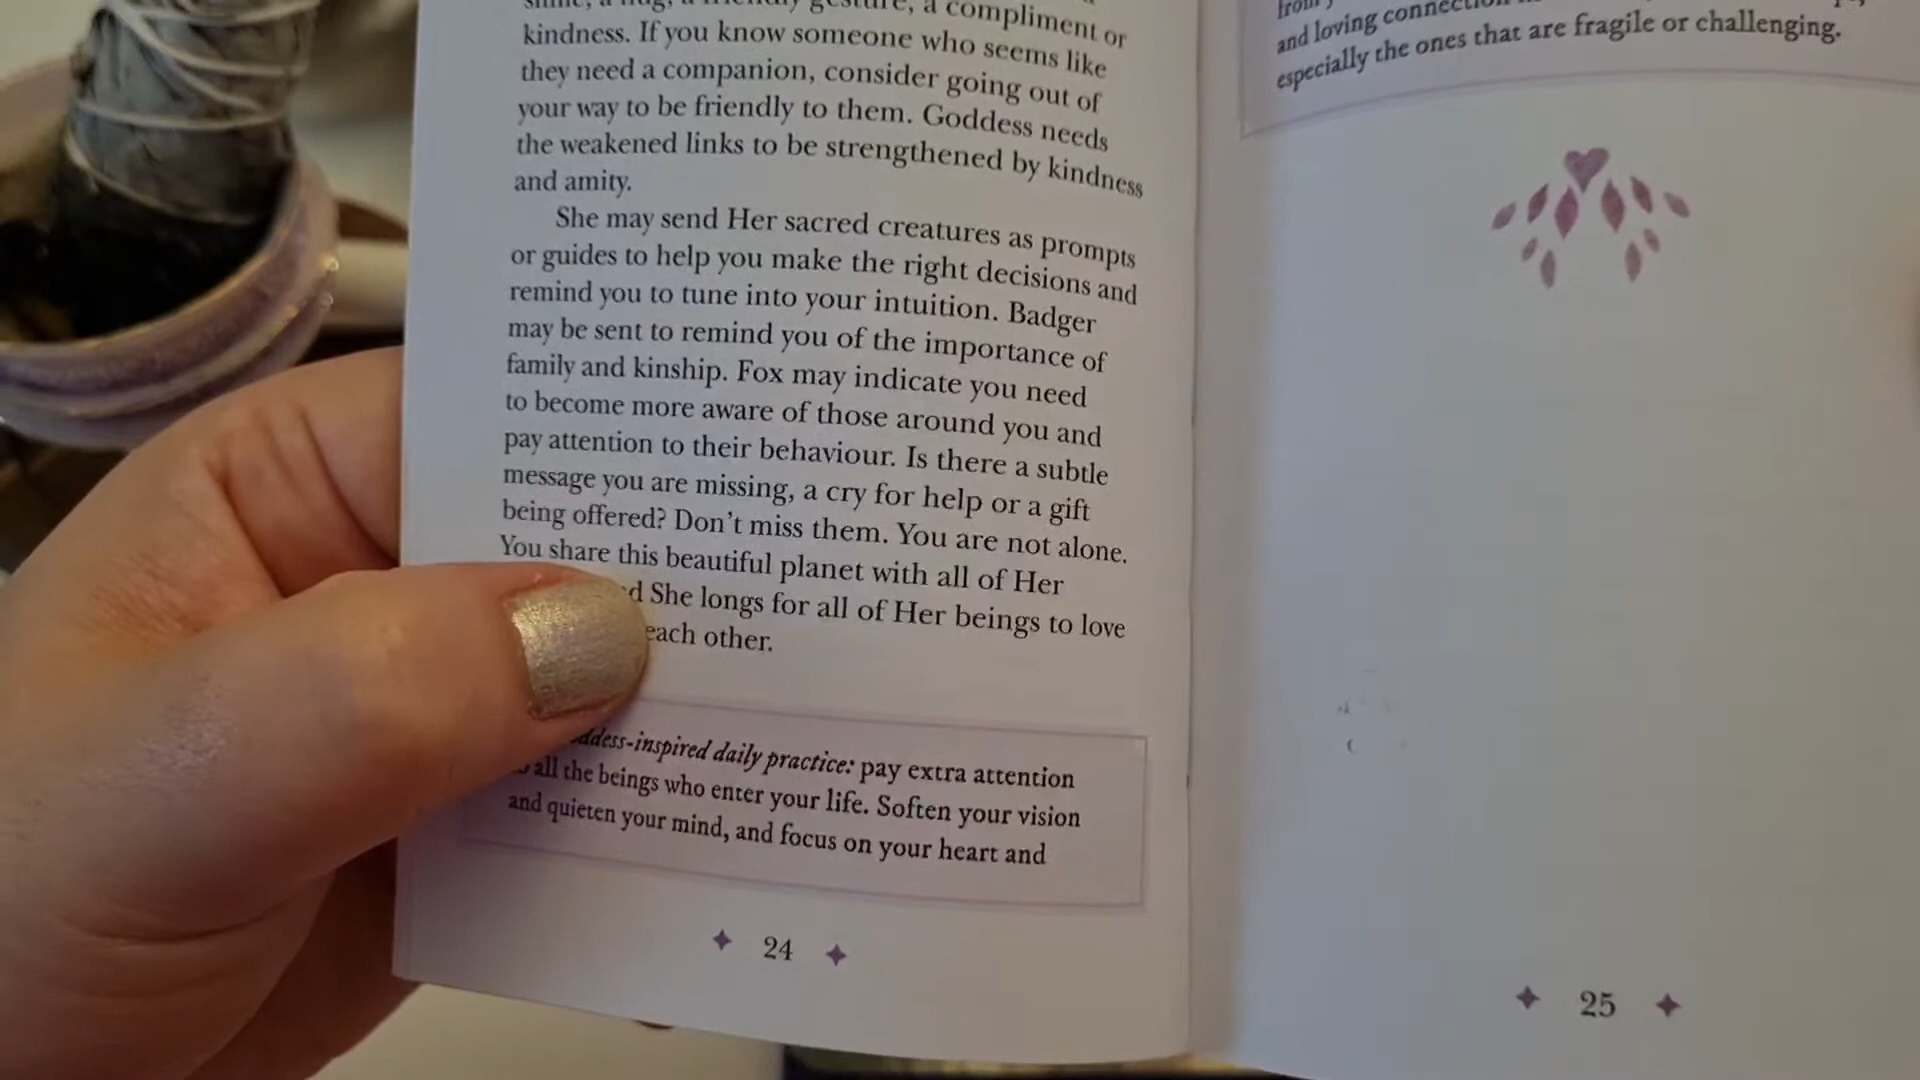 a compliment or
kindness. If you know someone who seems like
they need a companion, consider going out of
your way to be friendly to them. Goddess needs
the weakened links to be strengthened by kindness
and amity.
She may send Her sacred creatures as prompts
or guides to help you make the right decisions and
remind you to tune into your intuition. Badger
may be sent to remind you of the importance of
family and kinship. Fox may indicate you need
to become more aware of those around you and
pay attention to their behaviour. Is there a subtle
message you are missing, a cry for help or a gift
being offered? Don't miss them. You are not alone.
You share this beautiful planet with all of Her
She longs for all of Her beings to love
each other.
-inspired daily practice: pay extra attention
all the beings who enter your life. Soften your vision
and quieten your mind, and focus on your heart and
24
and loving
especially the ones that are fragile or challenging.
25